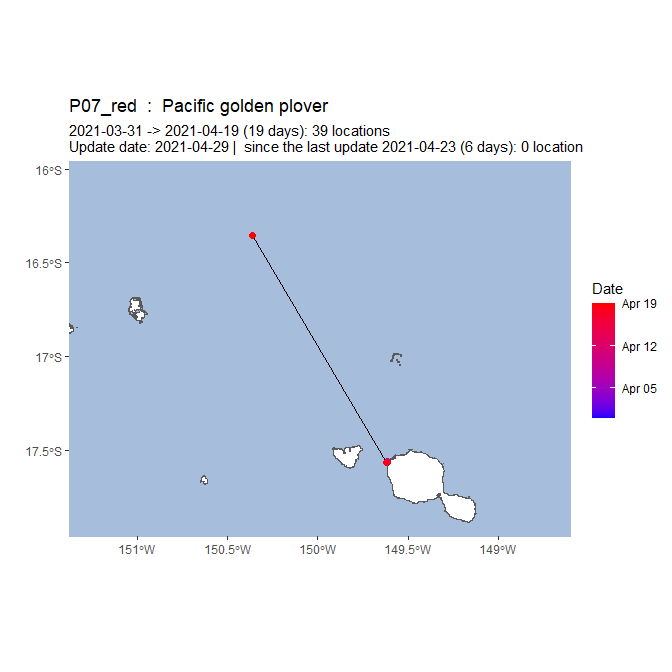 P07_red  :  Pacific golden plover
2021-03-31 -> 2021-04-19 (19 days): 39 locations
Update date: 2021-04-29 |  since the last update 2021-04-23 (6 days): 0 location
16°S
16.5°S
17°S
17.5°S
151°W
150.5°W
150°W
149.5°W
149°W
Date
Apr 19
Apr 12
Apr 05